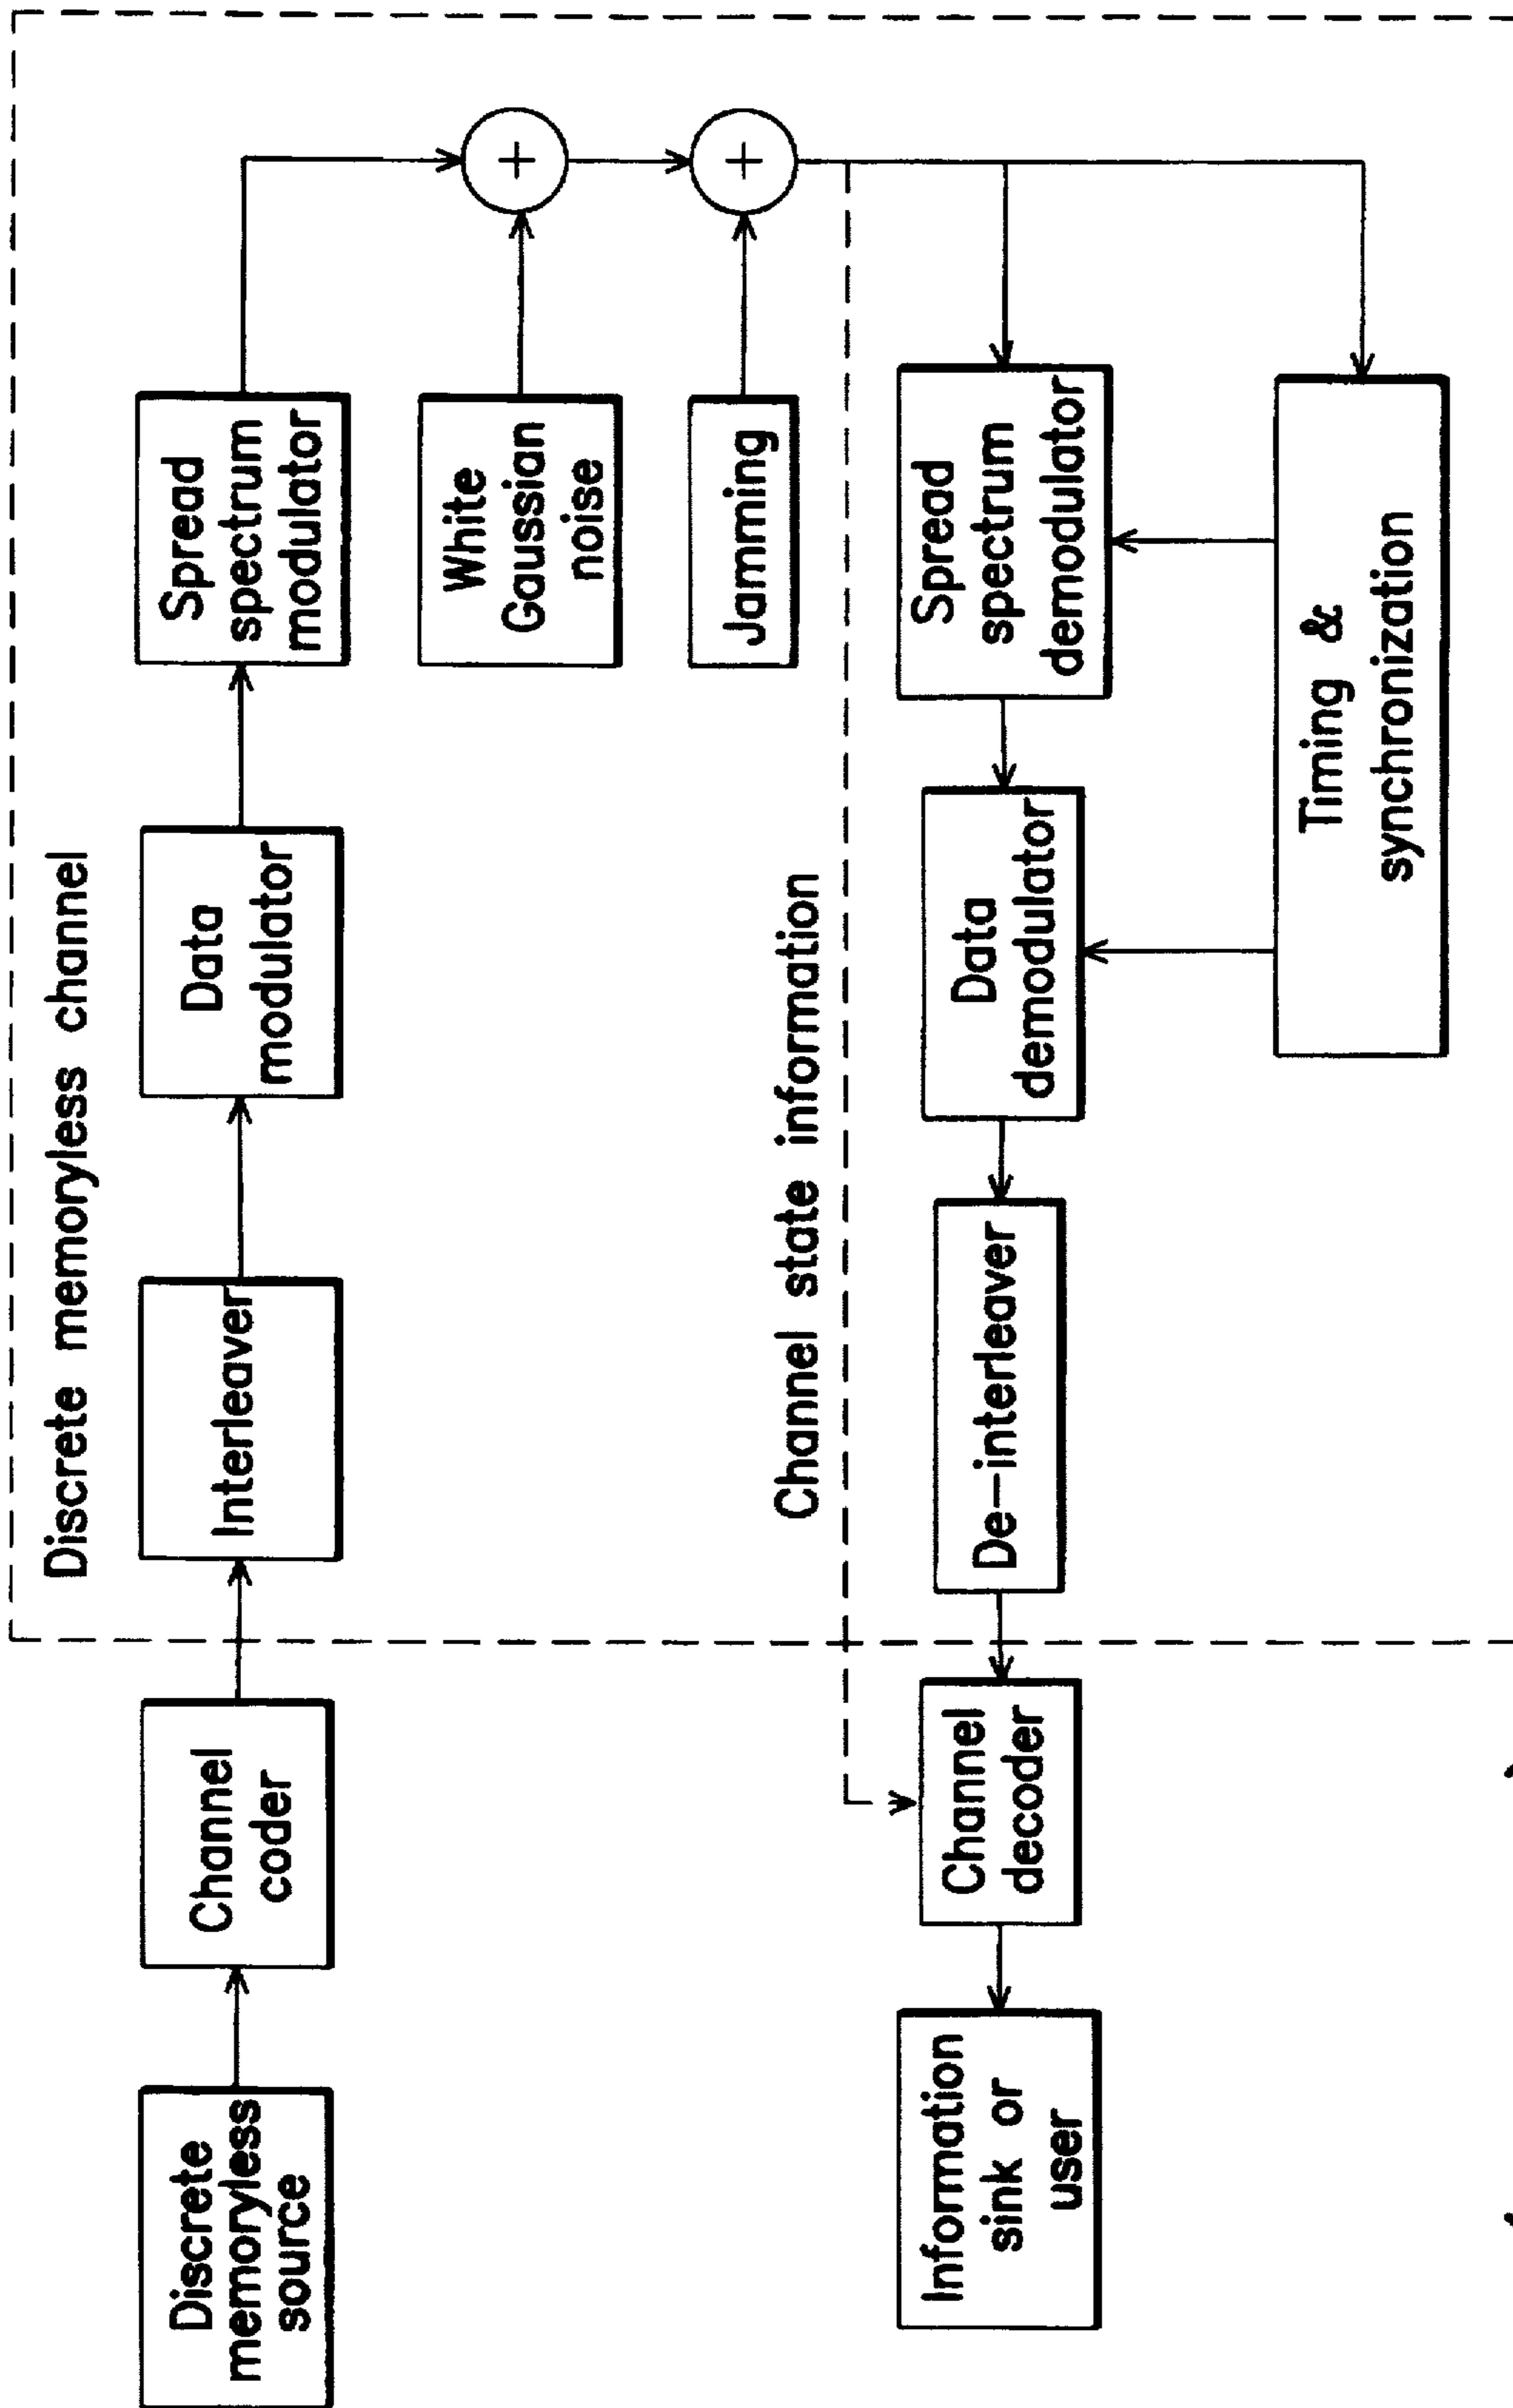 Discrete memoryless channel
Discrete
memoryless
source
Channel
coder
Interleaver
Data
modulator
Spread
spectrum
modulator
White
Gaussian
noise
+
Jamming
+
Channel state information
Information
sink or
user
Channel
decoder
De-interleaver
Data
demodulator
Spread
spectrum
demodulator
Timing &
synchronization